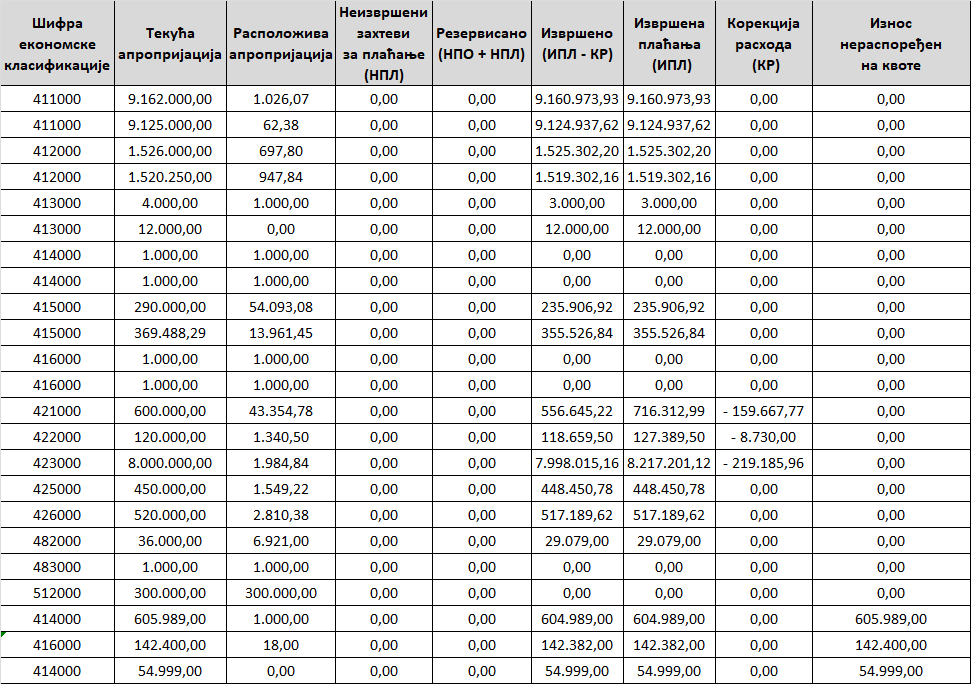 Шифра економске класификације Текућа апропријација Расположива апропријација Неизвршени захтеви за плаћање (НПЛ) Резервисано (НПО + НПЛ) Извршено (ИПЛ - КР) Извршена плаћања (ИПЛ) Корекција расхода (КР) Износ нераспоређен на квоте
411000 9.162.000,00 1.026,07 0,00 0,00 9.160.973,93 9.160.973,93 0,00 0,00
411000 9.125.000,00 62,38 0,00 0,00 9.124.937,62 9.124.937,62 0,00 0,00
412000 1.526.000,00 697,80 0,00 0,00 1.525.302,20 1.525.302,20 0,00 0,00
412000 1.520.250,00 947,84 0,00 0,00 1.519.302,16 1.519.302,16 0,00 0,00
413000 4.000,00 1.000,00 0,00 0,00 3.000,00 3.000,00 0,00 0,00
413000 12.000,00 0,00 0,00 0,00 12.000,00 12.000,00 0,00 0,00
414000 1.000,00 1.000,00 0,00 0,00 0,00 0,00 0,00 0,00
414000 1.000,00 1.000,00 0,00 0,00 0,00 0,00 0,00 0,00
415000 290.000,00 54.093,08 0,00 0,00 235.906,92 235.906,92 0,00 0,00
415000 369.488,29 13.961,45 0,00 0,00 355.526,84 355.526,84 0,00 0,00
416000 1.000,00 1.000,00 0,00 0,00 0,00 0,00 0,00 0,00
416000 1.000,00 1.000,00 0,00 0,00 0,00 0,00 0,00 0,00
421000 600.000,00 43.354,78 0,00 0,00 556.645,22 716.312,99 - 159.667,77 0,00
422000 120.000,00 1.340,50 0,00 0,00 118.659,50 127.389,50 - 8.730,00 0,00
423000 8.000.000,00 1.984,84 0,00 0,00 7.998.015,16 8.217.201,12 - 219.185,96 0,00
425000 450.000,00 1.549,22 0,00 0,00 448.450,78 448.450,78 0,00 0,00
426000 520.000,00 2.810,38 0,00 0,00 517.189,62 517.189,62 0,00 0,00
482000 36.000,00 6.921,00 0,00 0,00 29.079,00 29.079,00 0,00 0,00
483000 1.000,00 1.000,00 0,00 0,00 0,00 0,00 0,00 0,00
512000 300.000,00 300.000,00 0,00 0,00 0,00 0,00 0,00 0,00
414000 605.989,00 1.000,00 0,00 0,00 604.989,00 604.989,00 0,00 605.989,00
416000 142.400,00 18,00 0,00 0,00 142.382,00 142.382,00 0,00 142.400,00
414000 54.999,00 0,00 0,00 0,00 54.999,00 54.999,00 0,00 54.999,00